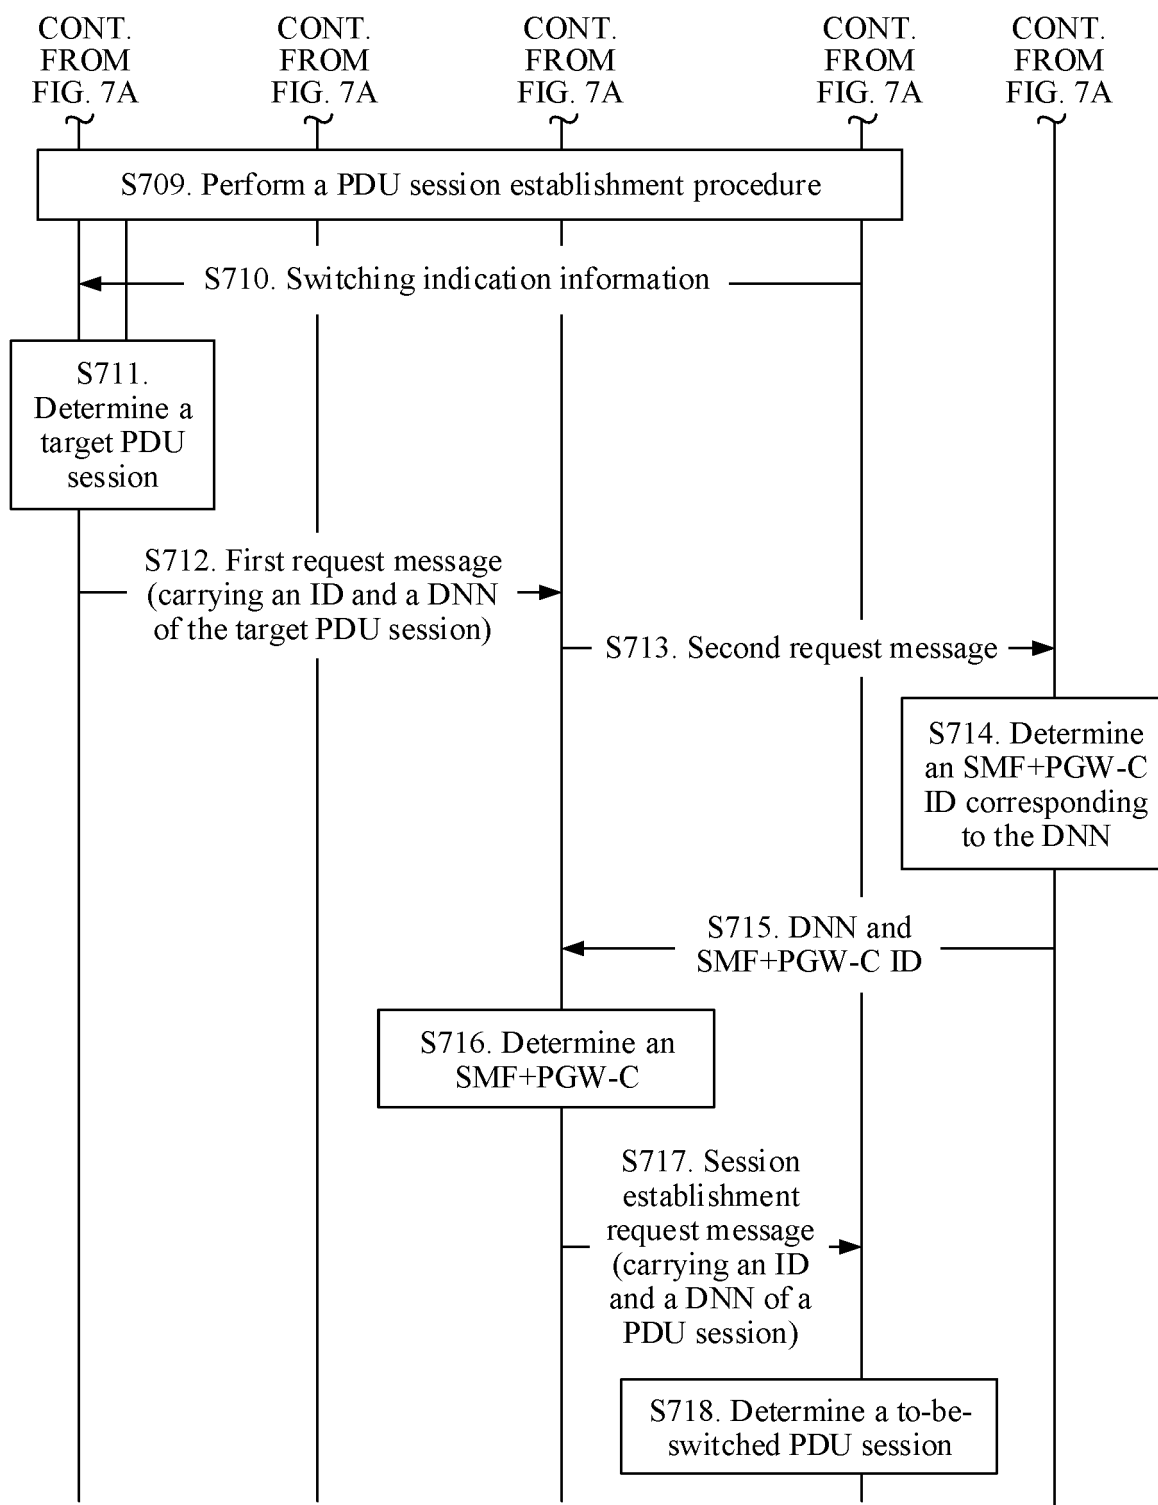 CONT.
FROM
FIG. 7A
CONT.
FROM
FIG. 7A
CONT.
FROM
FIG. 7A
CONT.
FROM
FIG. 7A
CONT.
FROM
FIG. 7A
S709. Perform a PDU session establishment procedure
S710. Switching indication information
S711.
Determine a
target PDU
session
S712. First request message
(carrying an ID and a DNN
of the target PDU session)
S713. Second request message
S714. Determine
an SMF+PGW-C
ID corresponding
to the DNN
S715. DNN and
SMF+PGW-C ID
S716. Determine an
SMF+PGW-C
S717. Session
establishment
request message
(carrying an ID
and a DNN of a
PDU session)
S718. Determine a to-be-
switched PDU session